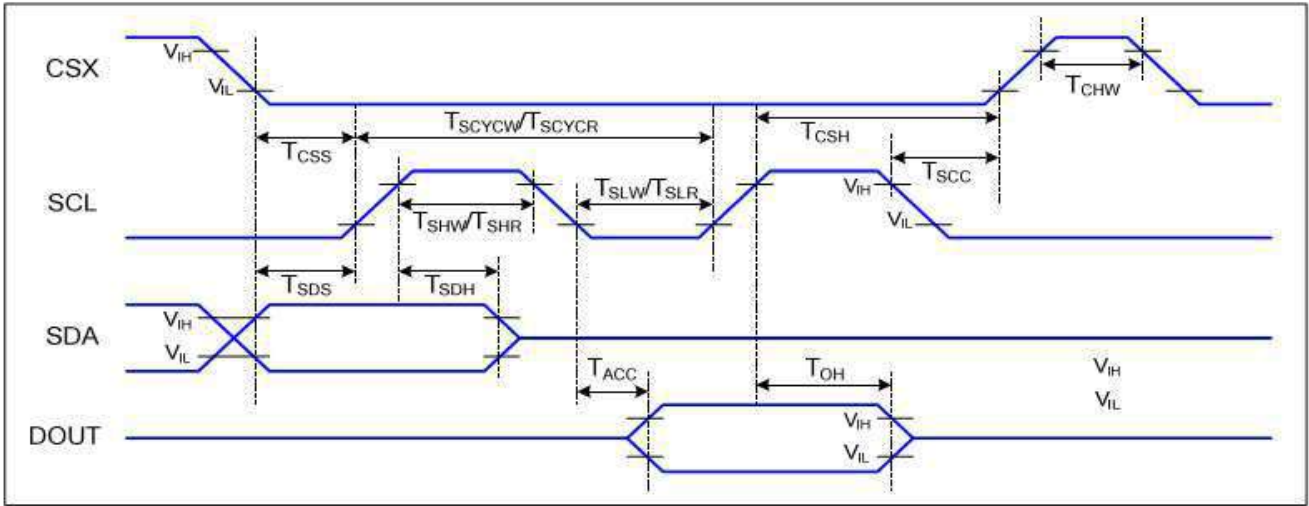 CSX
VIH
VIL
TCHW
TSCYCW/TSCYCR
TCSS
TCSH
TSCC
SCL
TSLW/TSLR
VIH
VIL
TSHW/TSHR
TSDS
TSDH
SDA
VIH
VIL
TACC
TOH
VIH
VIL
DOUT
VIH
VIL